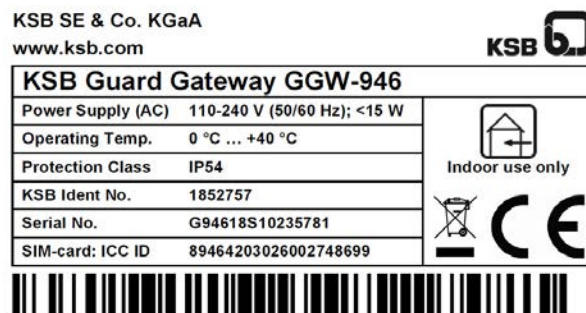 KSB SE & Co. KGaA
www.ksb.com
KSB
KSB Guard Gateway GGW-946
Power Supply (AC) 110-240 V (50/60 Hz); <15 W
Operating Temp. 0 °C … +40 °C
Protection Class IP54
KSB Ident No. 1852757
Serial No. G94618S10235781
SIM-card: ICC ID 89464203026002748699
Indoor use only
CE